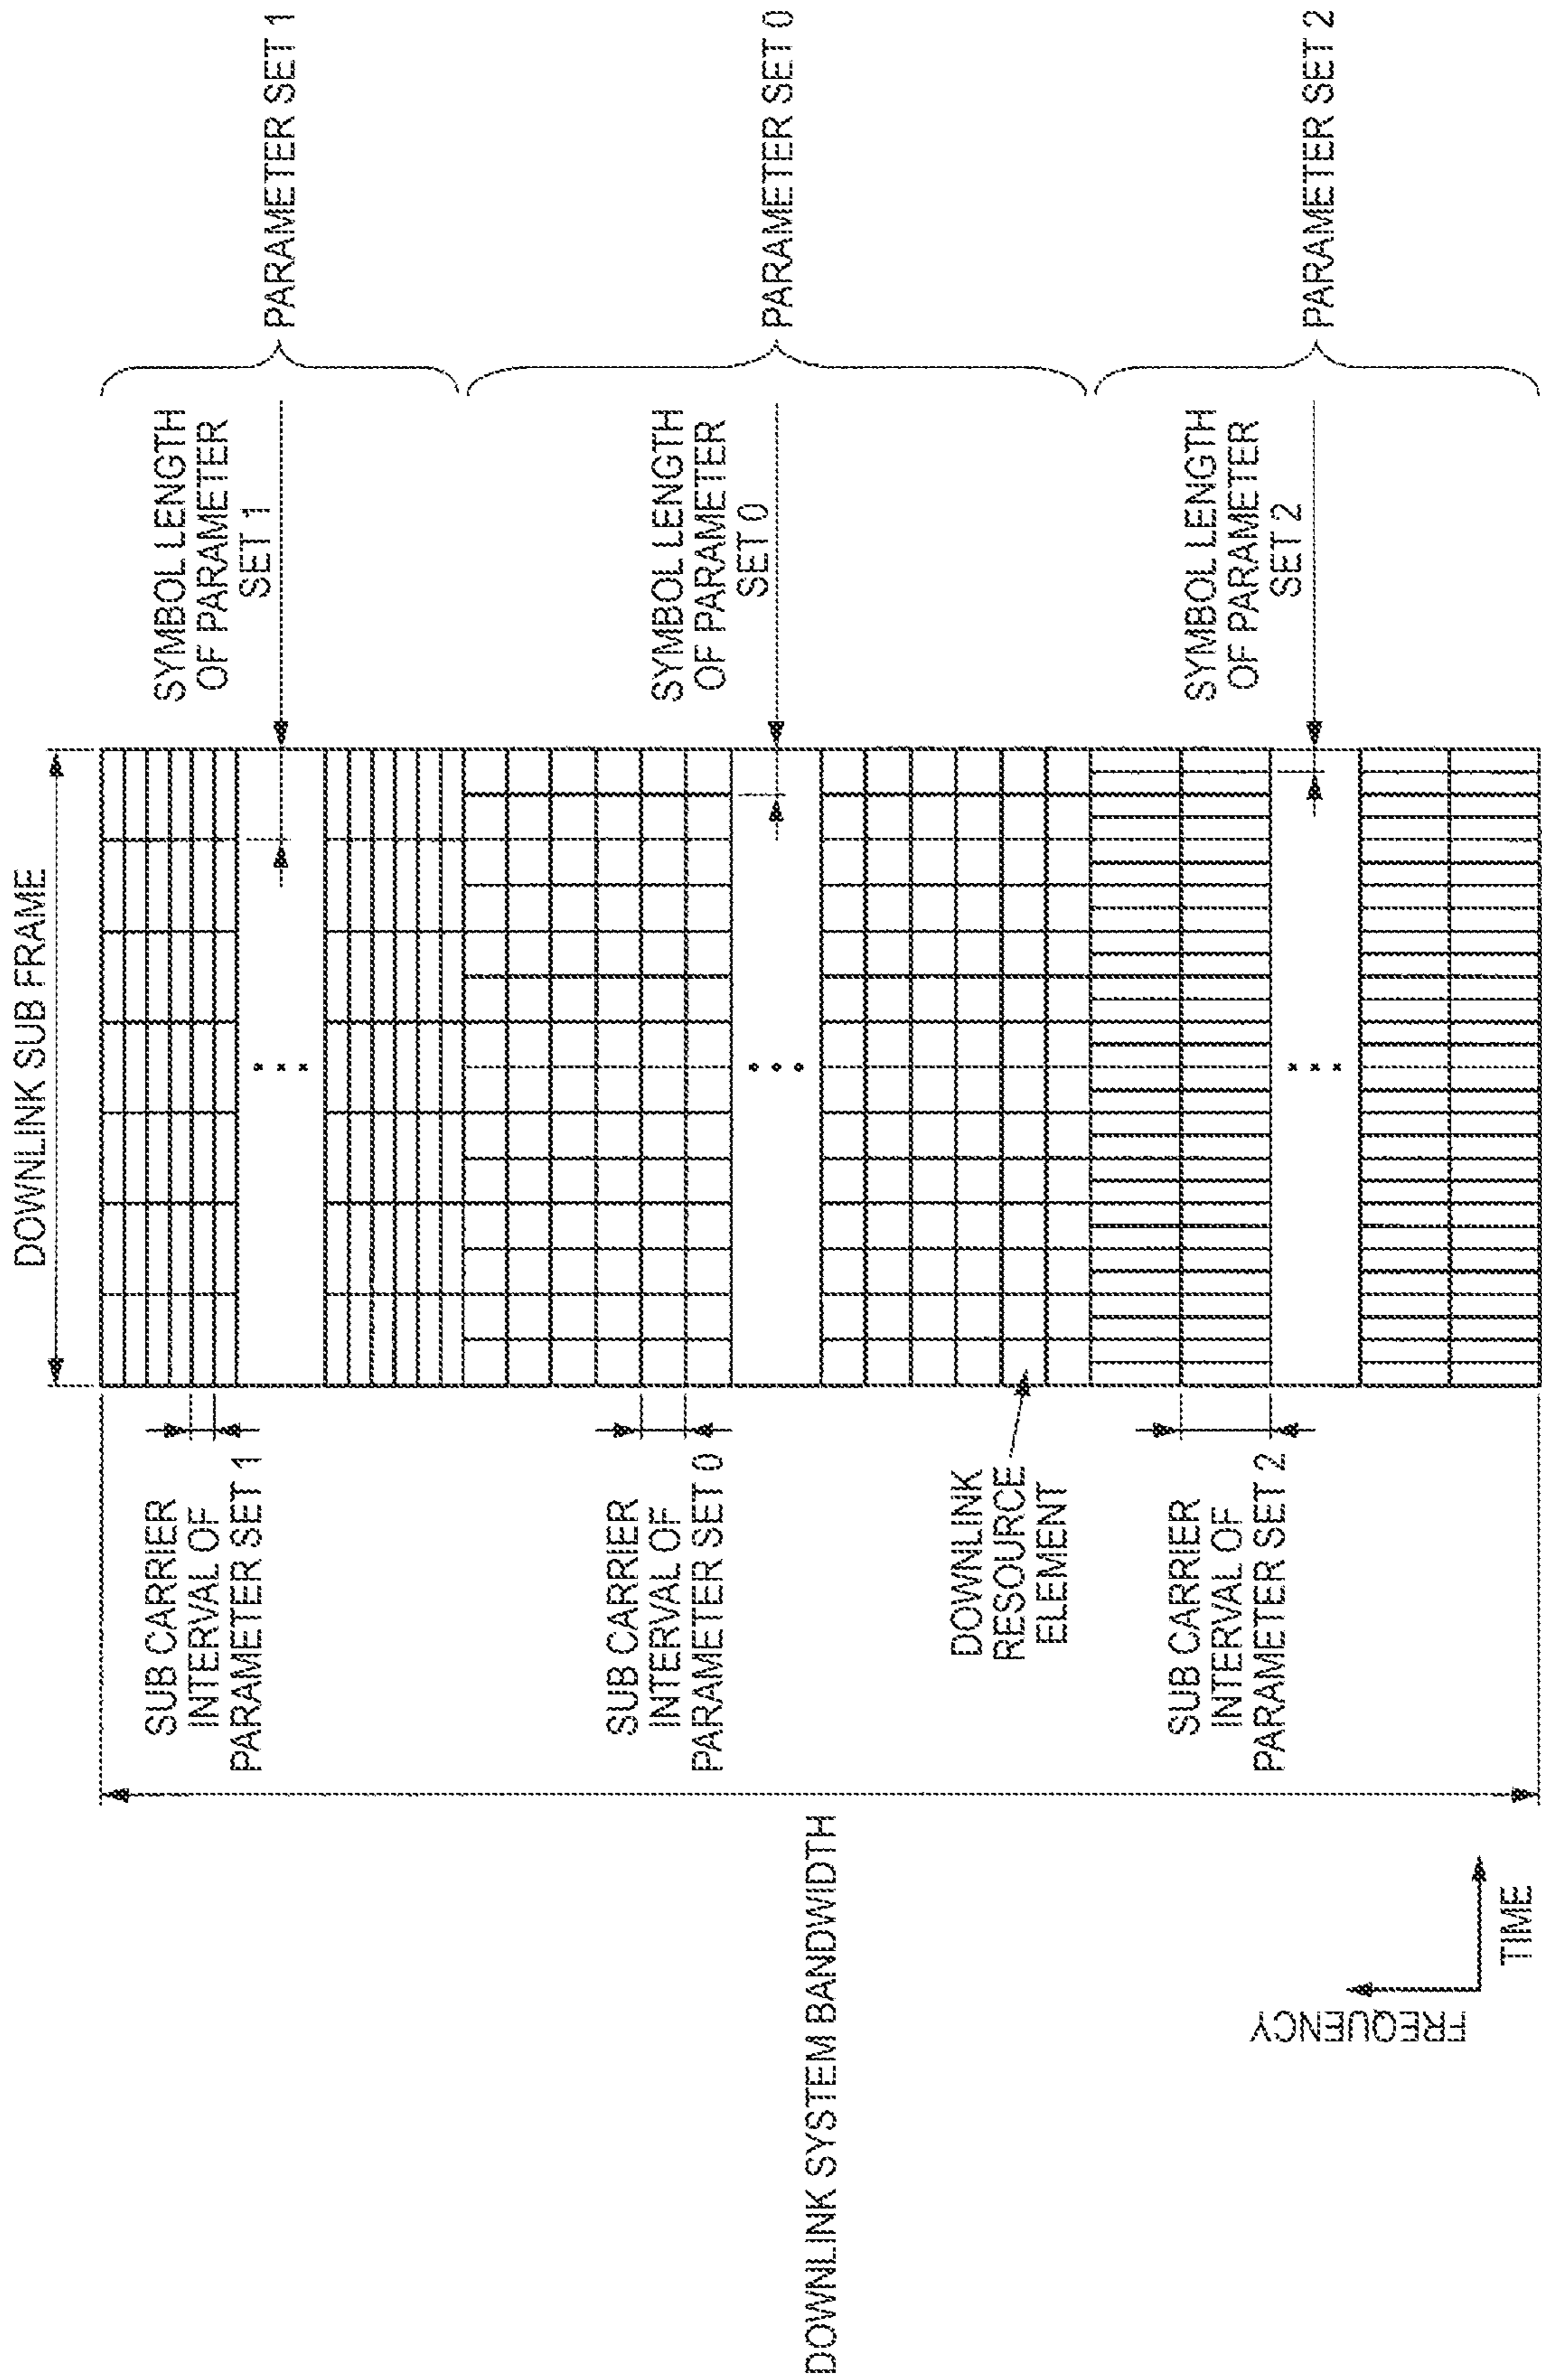 DOWNLINK SUB FRAME
SYMBOL LENGTH
OF PARAMETER
SET 1
PARAMETER SET 1
SUB CARRIER
INTERVAL OF
PARAMETER SET 1
SYMBOL LENGTH
OF PARAMETER
SET 0
PARAMETER SET 0
SUB CARRIER
INTERVAL OF
PARAMETER SET 0
DOWNLINK
RESOURCE
ELEMENT
SYMBOL LENGTH
OF PARAMETER
SET 2
PARAMETER SET 2
SUB CARRIER
INTERVAL OF
PARAMETER SET 2
DOWNLINK SYSTEM BANDWIDTH
FREQUENCY
TIME